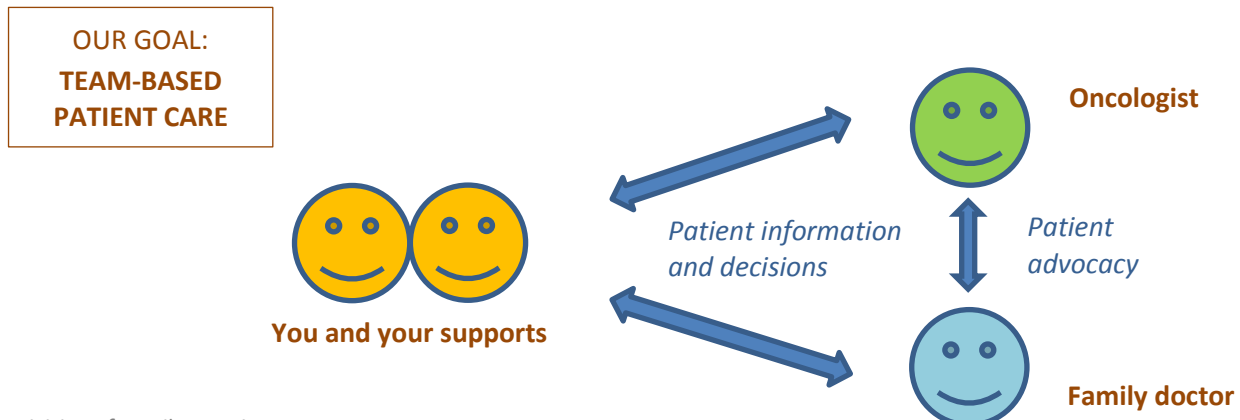 OUR GOAL:
TEAM-BASED
PATIENT CARE
Oncologist
Patient information
and decisions
Patient
advocacy
You and your supports
Family doctor